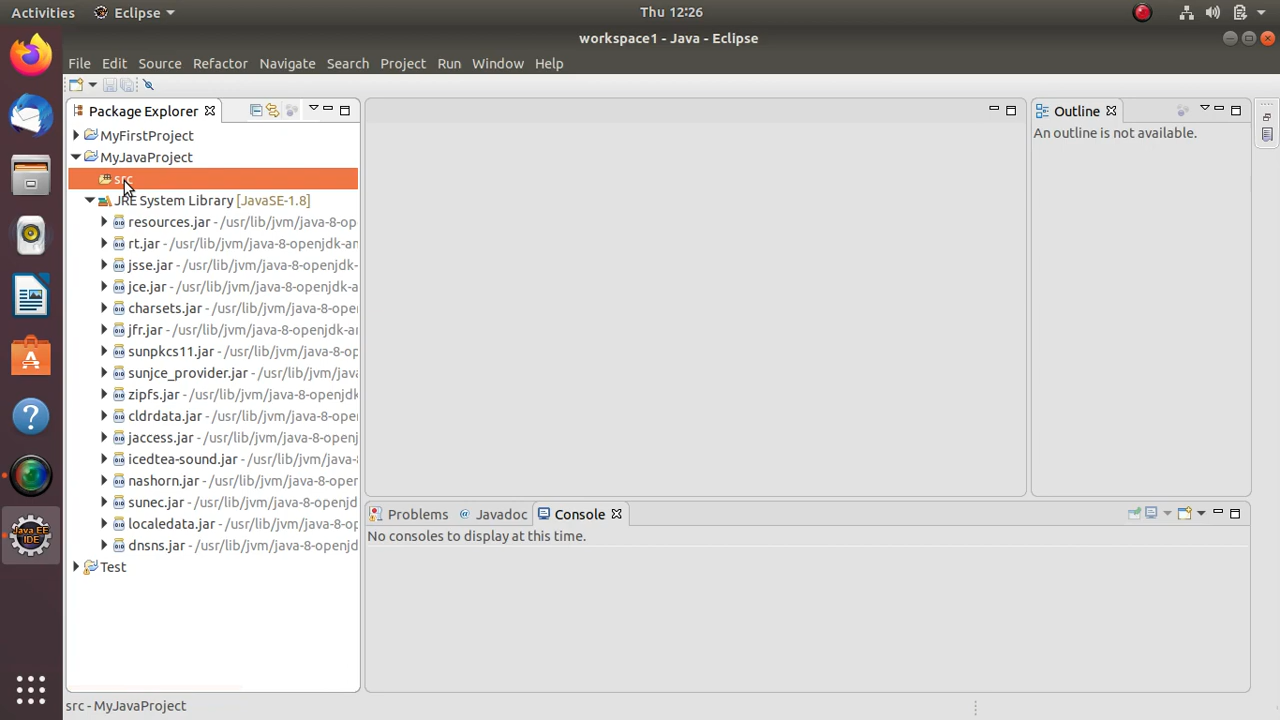 Activities Eclipse Thu 12:26
workspace1 - Java - Eclipse
File Edit Source Refactor Navigate Search Project Run Window Help
Package Explorer
MyFirstProject
MyJavaProject
src
JRE System Library [JavaSE-1.8]
resources.jar - /usr/lib/jvm/java-8-op
rt.jar - /usr/lib/jvm/java-8-openjdk-an
jsse.jar - /usr/lib/jvm/java-8-openjdk-
jce.jar - /usr/lib/jvm/java-8-openjdk-a
charsets.jar - /usr/lib/jvm/java-8-ope
jfr.jar - /usr/lib/jvm/java-8-openjdk-ar
sunpkcs11.jar - /usr/lib/jvm/java-8-op
sunjce_provider.jar - /usr/lib/jvm/java
zipfs.jar - /usr/lib/jvm/java-8-openjdk
cldrdata.jar - /usr/lib/jvm/java-8-ope
jaccess.jar - /usr/lib/jvm/java-8-openj
icedtea-sound.jar - /usr/lib/jvm/java-
nashorn.jar - /usr/lib/jvm/java-8-ope
sunec.jar - /usr/lib/jvm/java-8-openjd
localedata.jar - /usr/lib/jvm/java-8-op
dnsns.jar - /usr/lib/jvm/java-8-openjd
Test
Outline
An outline is not available.
Problems Javadoc Console
No consoles to display at this time.
Java EE
IDE
src - MyJavaProject